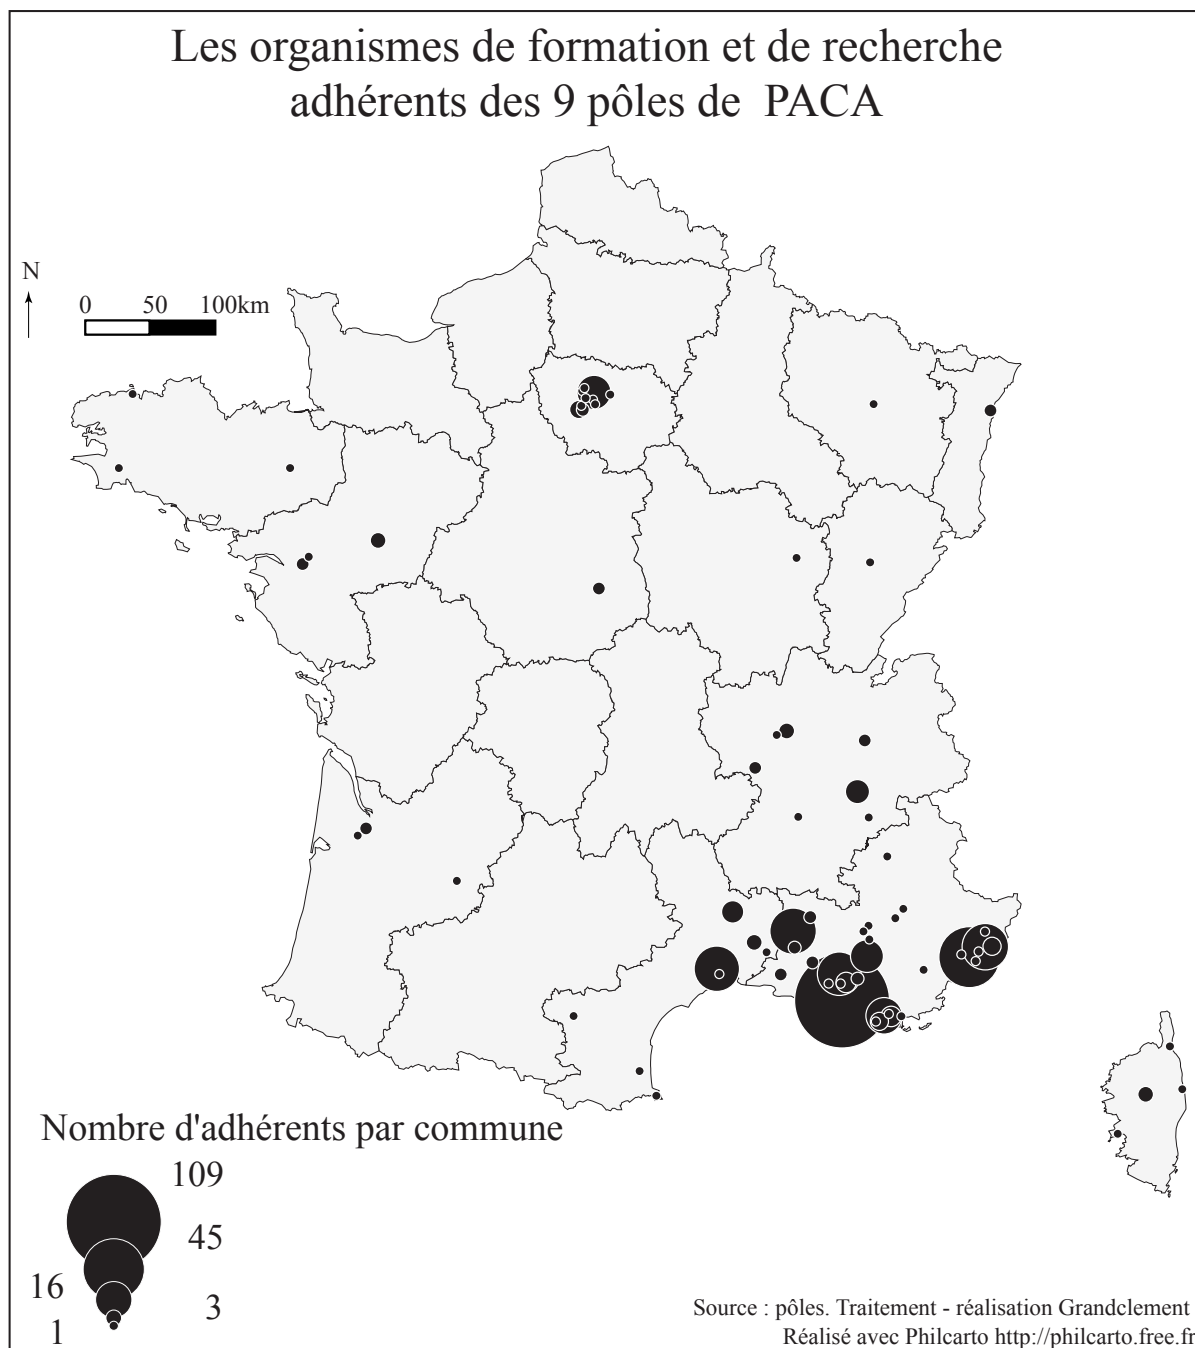 Les organismes de formation et de recherche
adhérents des 9 pôles de PACA
N
0 50 100km
Nombre d'adhérents par commune
109
45
16
3
1
Source : pôles. Traitement - réalisation Grandclement
Réalisé avec Philcarto http://philcarto.free.fr